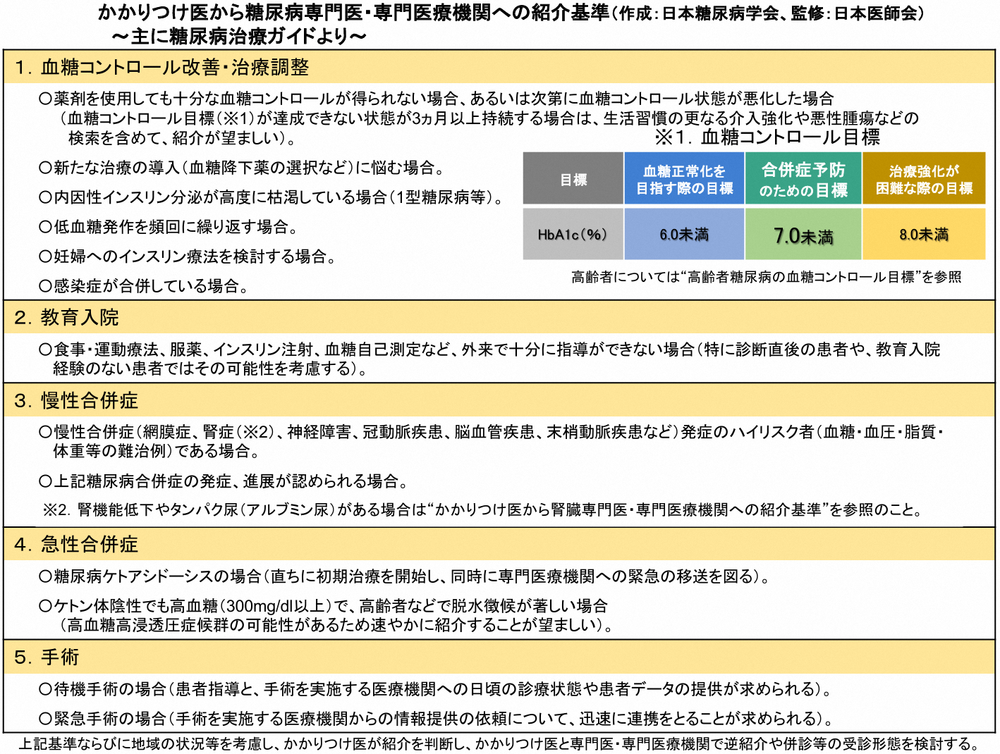 かかりつけ医から糖尿病専門医・専門医療機関への紹介基準（作成：日本糖尿病学会、監修：日本医師会）
～主に糖尿病治療ガイドより～
１．血糖コントロール改善・治療調整
○薬剤を使用しても十分な血糖コントロールが得られない場合、あるいは次第に血糖コントロール状態が悪化した場合
（血糖コントロール目標（※1）が達成できない状態が3ヵ月以上持続する場合は、生活習慣の更なる介入強化や悪性腫瘍などの
検索を含めて、紹介が望ましい）。
○新たな治療の導入（血糖降下薬の選択など）に悩む場合。
○内因性インスリン分泌が高度に枯渇している場合（1型糖尿病等）。
○低血糖発作を頻回に繰り返す場合。
○妊婦へのインスリン療法を検討する場合。
○感染症が合併している場合。
※１．血糖コントロール目標
目標
血糖正常化を
目指す際の目標
合併症予防
のための目標
治療強化が
困難な際の目標
HbA1c（％）
6.0未満
7.0未満
8.0未満
高齢者については“高齢者糖尿病の血糖コントロール目標”を参照
２．教育入院
○食事・運動療法、服薬、インスリン注射、血糖自己測定など、外来で十分に指導ができない場合（特に診断直後の患者や、教育入院
経験のない患者ではその可能性を考慮する）。
３．慢性合併症
○慢性合併症（網膜症、腎症（※2）、神経障害、冠動脈疾患、脳血管疾患、末梢動脈疾患など）発症のハイリスク者（血糖・血圧・脂質・
体重等の難治例）である場合。
○上記糖尿病合併症の発症、進展が認められる場合。
※2．腎機能低下やタンパク尿（アルブミン尿）がある場合は“かかりつけ医から腎臓専門医・専門医療機関への紹介基準”を参照のこと。
４．急性合併症
○糖尿病ケトアシドーシスの場合（直ちに初期治療を開始し、同時に専門医療機関への緊急の移送を図る）。
○ケトン体陰性でも高血糖（300mg/dl以上）で、高齢者などで脱水徴候が著しい場合
（高血糖高浸透圧症候群の可能性があるため速やかに紹介することが望ましい）。
５．手術
○待機手術の場合（患者指導と、手術を実施する医療機関への日頃の診療状態や患者データの提供が求められる）。
○緊急手術の場合（手術を実施する医療機関からの情報提供の依頼について、迅速に連携をとることが求められる）。
上記基準ならびに地域の状況等を考慮し、かかりつけ医が紹介を判断し、かかりつけ医と専門医・専門医療機関で逆紹介や併診等の受診形態を検討する。